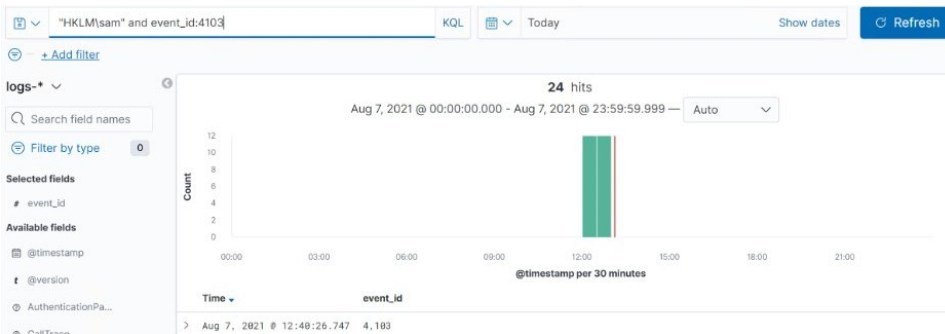 "HKLM\sam" and event_id:4103 KQL Today Show dates Refresh
+ Add filter
logs-*
Search field names
Filter by type 0
Selected fields
# event_id
Available fields
@timestamp
t @version
AuthenticationPa...
CallTrace
24 hits
Aug 7, 2021 @ 00:00:00.000 - Aug 7, 2021 @ 23:59:59.999 — Auto
Count
12
10
8
6
4
2
0
00:00 03:00 06:00 09:00 12:00 15:00 18:00 21:00
@timestamp per 30 minutes
Time event_id
> Aug 7, 2021 @ 12:40:26.747 4,103